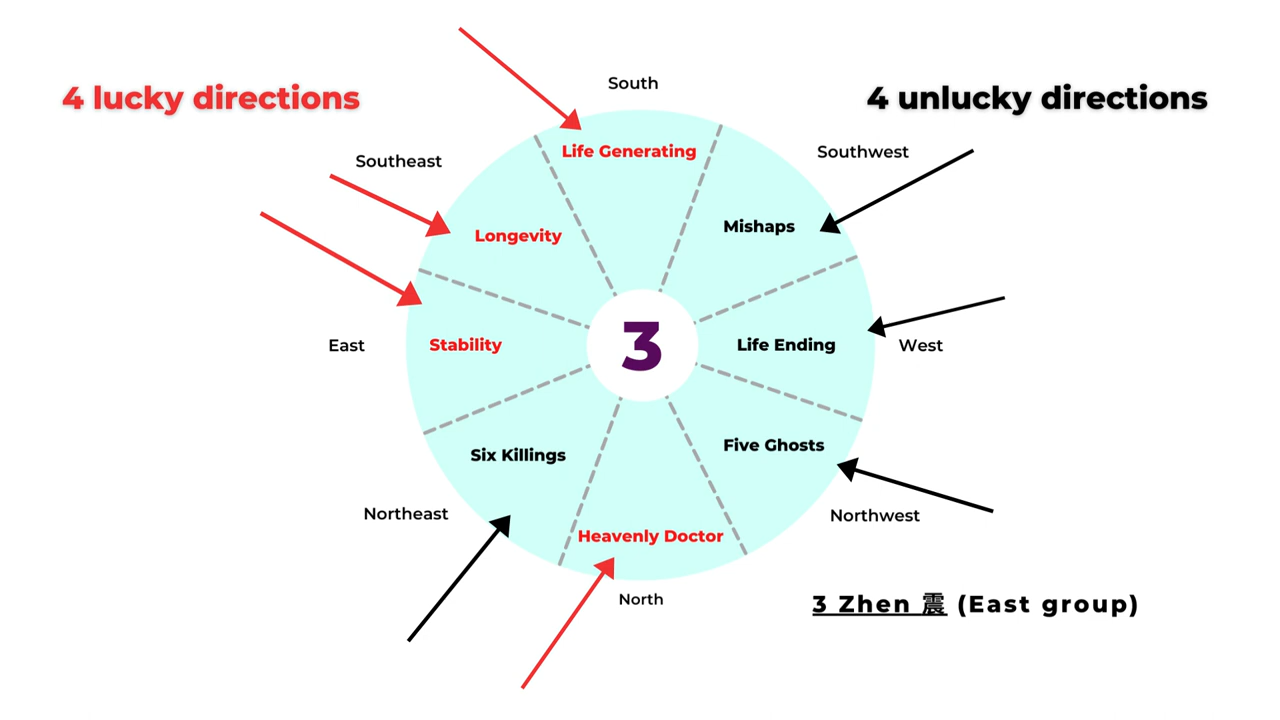 South
4 lucky directions
4 unlucky directions
Southeast
Life Generating
Southwest
Longevity
Mishaps
East
Stability
3
Life Ending
West
Six Killings
Five Ghosts
Northeast
Heavenly Doctor
Northwest
North
3 Zhen 震 (East group)